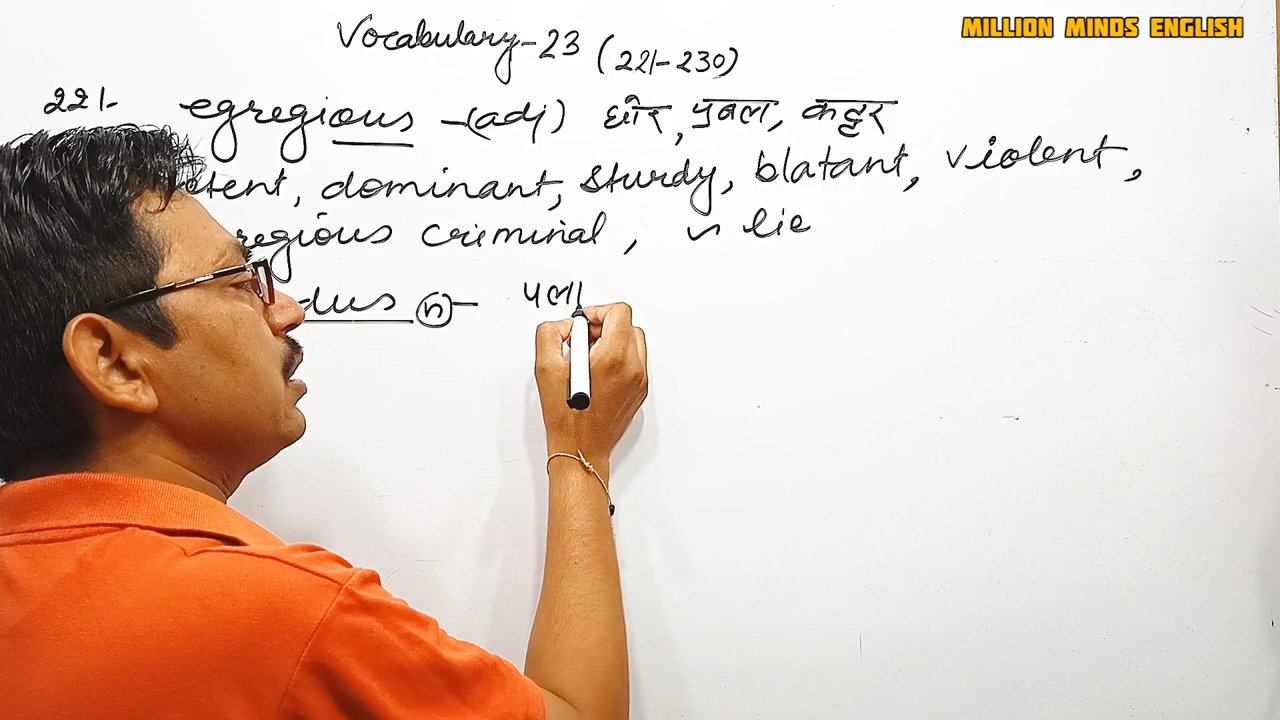 MILLION MINDS ENGLISH
Vocabulary-23 (221-230)
221- egregious -(adj) घोर, प्रबल, कट्टर
tent, dominant, sturdy, blatant, violent,
regious criminal, ✓ lie
dus (n)- पला